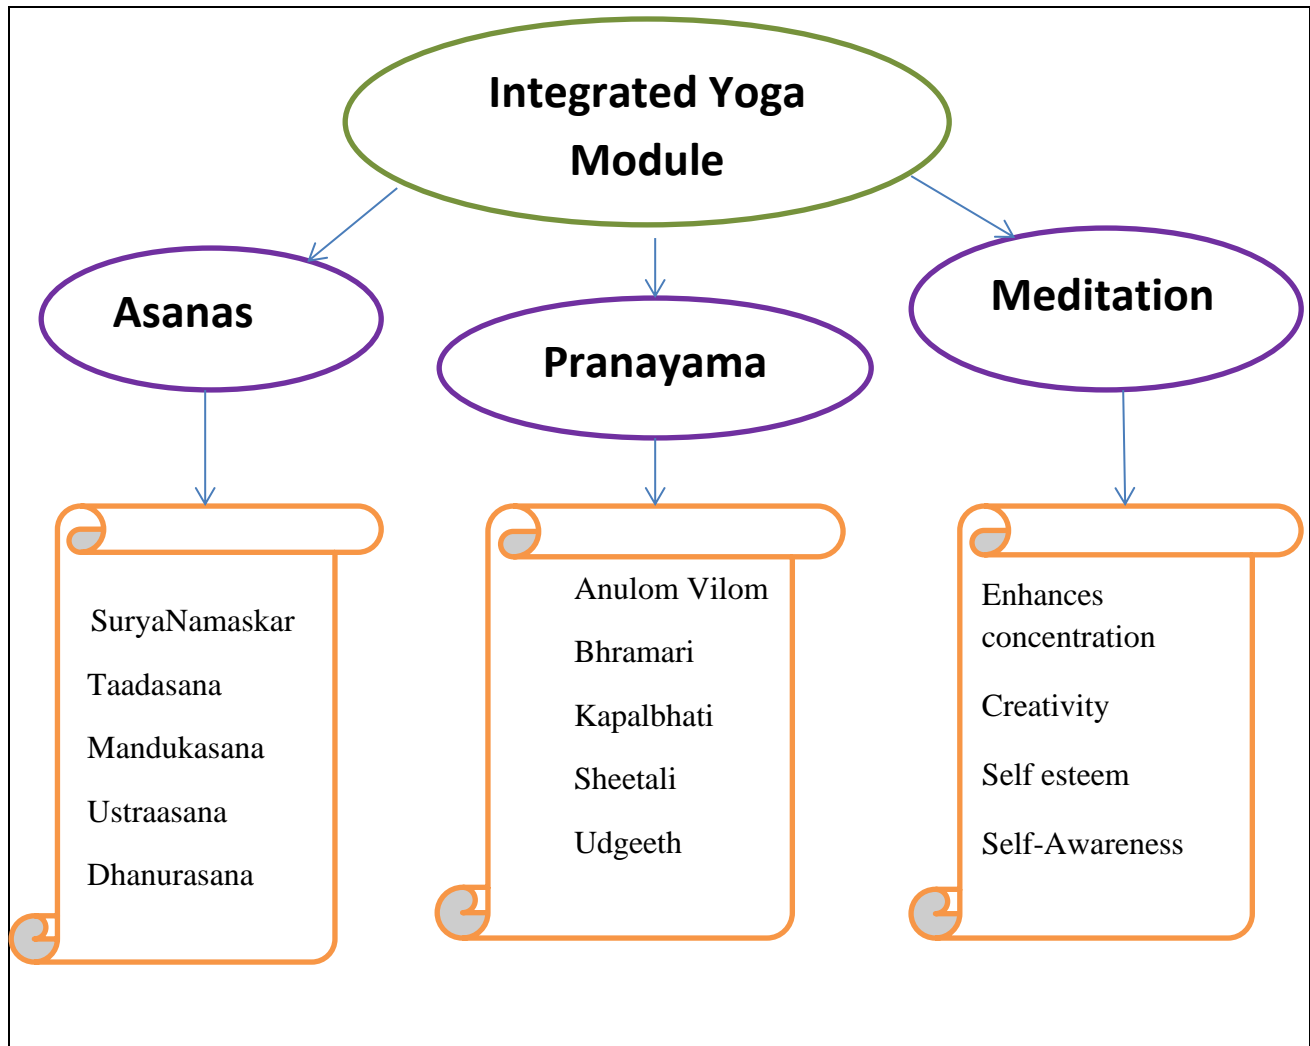 Integrated Yoga
Module
Asanas
Pranayama
Meditation
SuryaNamaskar
Taadasana
Mandukasana
Ustraasana
Dhanurasana
Anulom Vilom
Bhramari
Kapalbhati
Sheetali
Udgeeth
Enhances
concentration
Creativity
Self esteem
Self-Awareness